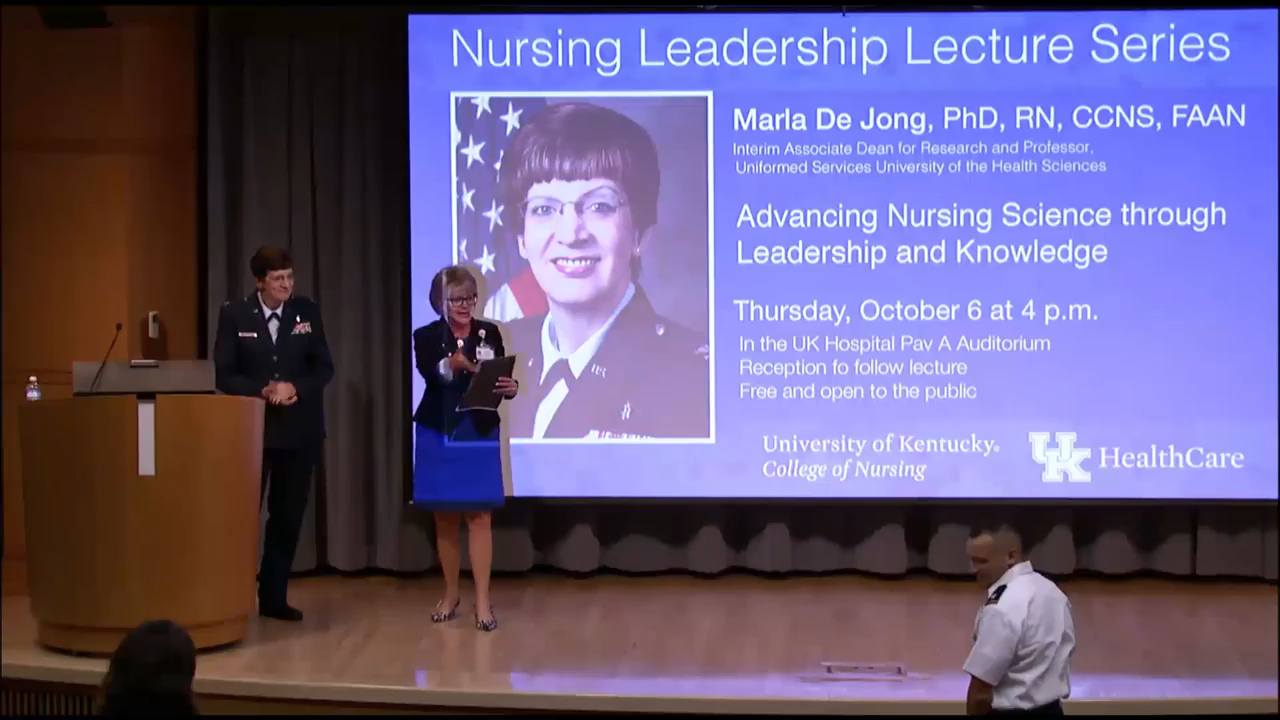 Nursing Leadership Lecture Series
Marla De Jong, PhD, RN, CCNS, FAAN
Interim Associate Dean for Research and Professor,
Uniformed Services University of the Health Sciences
Advancing Nursing Science through
Leadership and Knowledge
Thursday, October 6 at 4 p.m.
In the UK Hospital Pav A Auditorium
Reception fo follow lecture
Free and open to the public
University of Kentucky®
College of Nursing
UK HealthCare